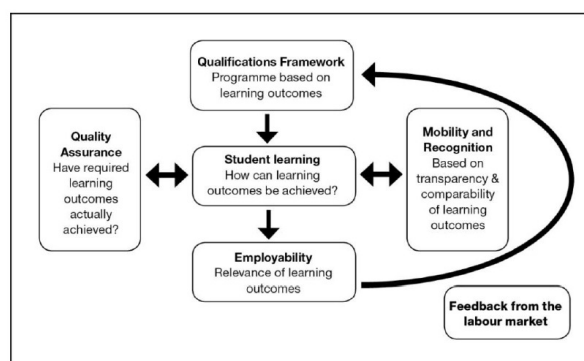 Qualifications Framework
Programme based on
learning outcomes
Quality
Assurance
Have required
learning
outcomes
actually
achieved?
Student learning
How can learning
outcomes be achieved?
Mobility and
Recognition
Based on
transparency &
comparability
of learning
outcomes
Employability
Relevance of learning
outcomes
Feedback from the
labour market